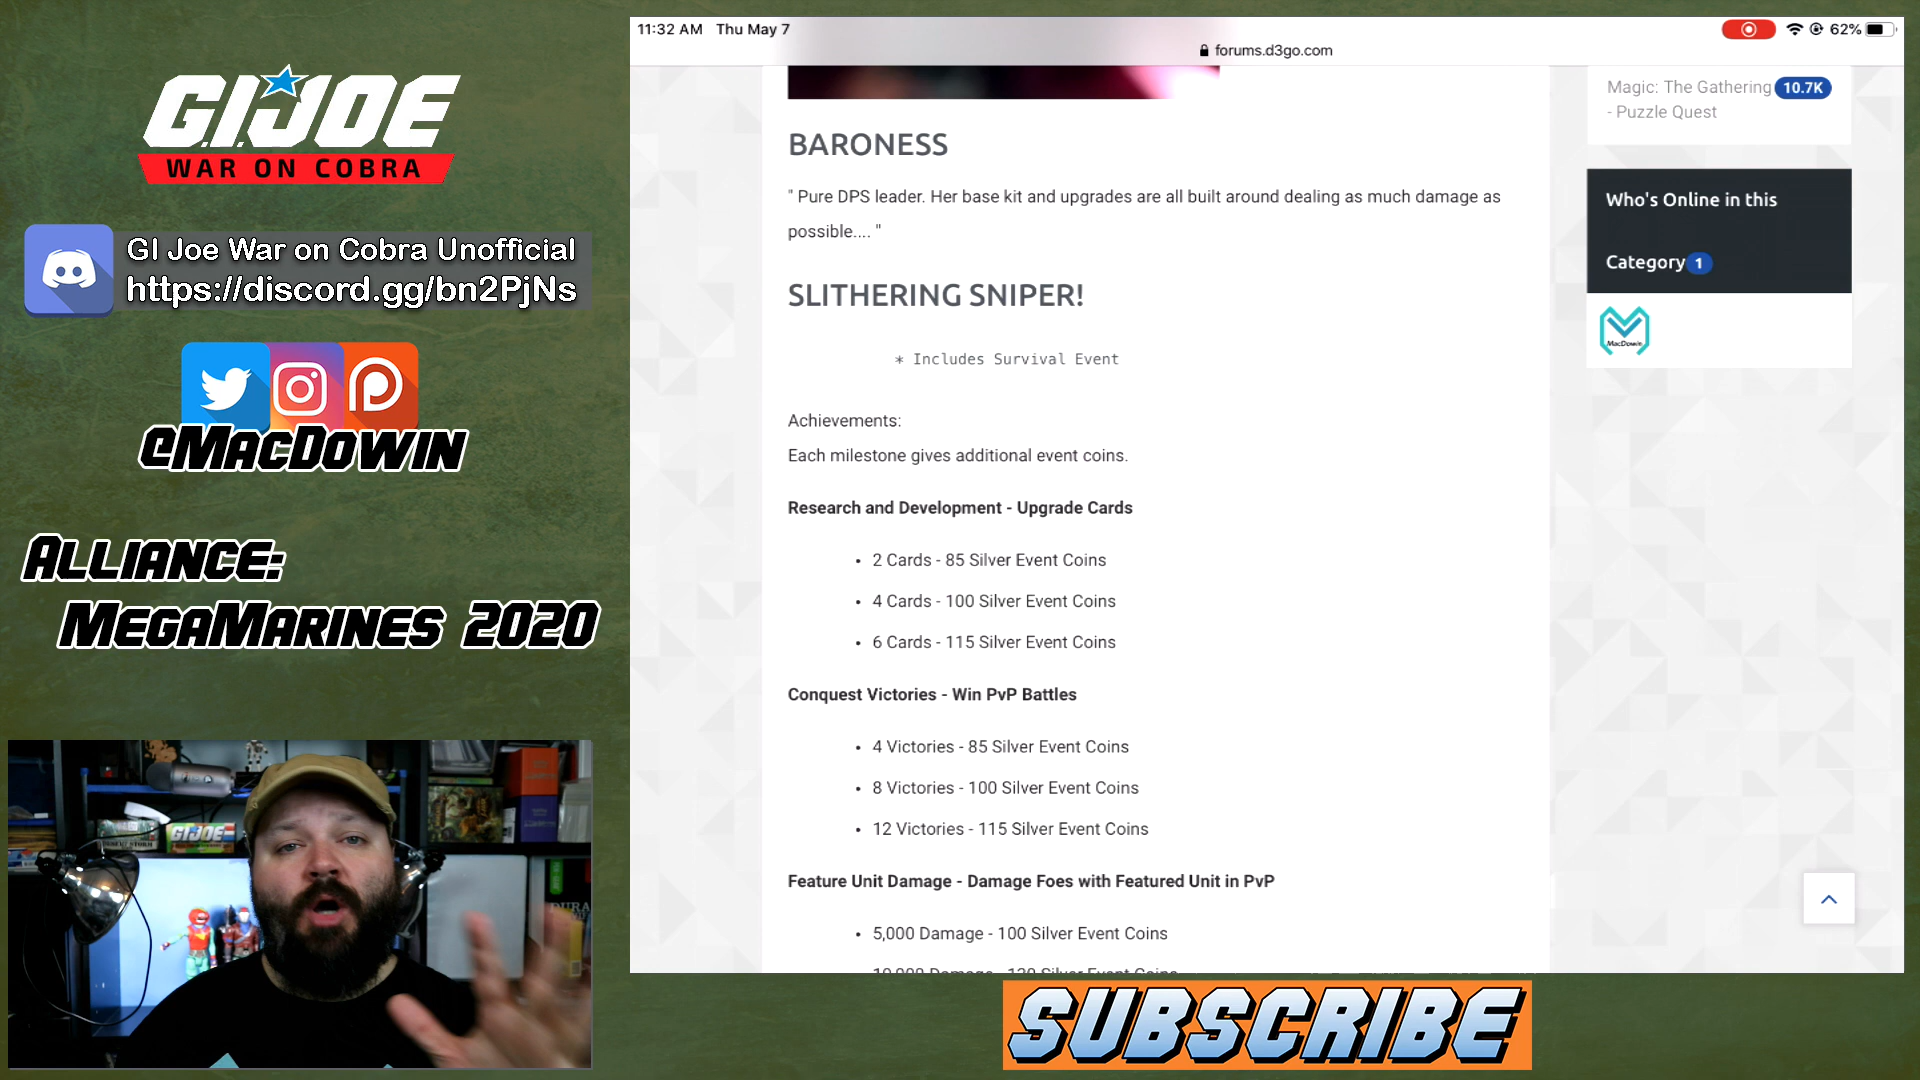 G.I. JOE
WAR ON COBRA
GI Joe War on Cobra Unofficial
https://discord.gg/bn2PjNs
@MacDowin
Alliance:
MegaMarines 2020
GI JOE
DURA
11:32 AM Thu May 7
62%
forums.d3go.com
BARONESS
" Pure DPS leader. Her base kit and upgrades are all built around dealing as much damage as
possible.... "
SLITHERING SNIPER!
* Includes Survival Event
Achievements:
Each milestone gives additional event coins.
Research and Development - Upgrade Cards
• 2 Cards - 85 Silver Event Coins
• 4 Cards - 100 Silver Event Coins
• 6 Cards - 115 Silver Event Coins
Conquest Victories - Win PvP Battles
• 4 Victories - 85 Silver Event Coins
• 8 Victories - 100 Silver Event Coins
• 12 Victories - 115 Silver Event Coins
Feature Unit Damage - Damage Foes with Featured Unit in PvP
• 5,000 Damage - 100 Silver Event Coins
Magic: The Gathering 10.7K
- Puzzle Quest
Who's Online in this
Category 1
MacDowin
SUBSCRIBE